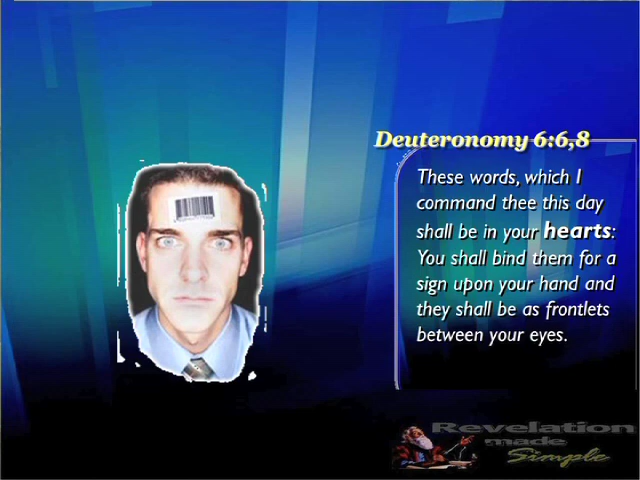 Deuteronomy 6:6,8
These words, which I
command thee this day
shall be in your hearts:
You shall bind them for a
sign upon your hand and
they shall be as frontlets
between your eyes.
Revelation
made
Simple